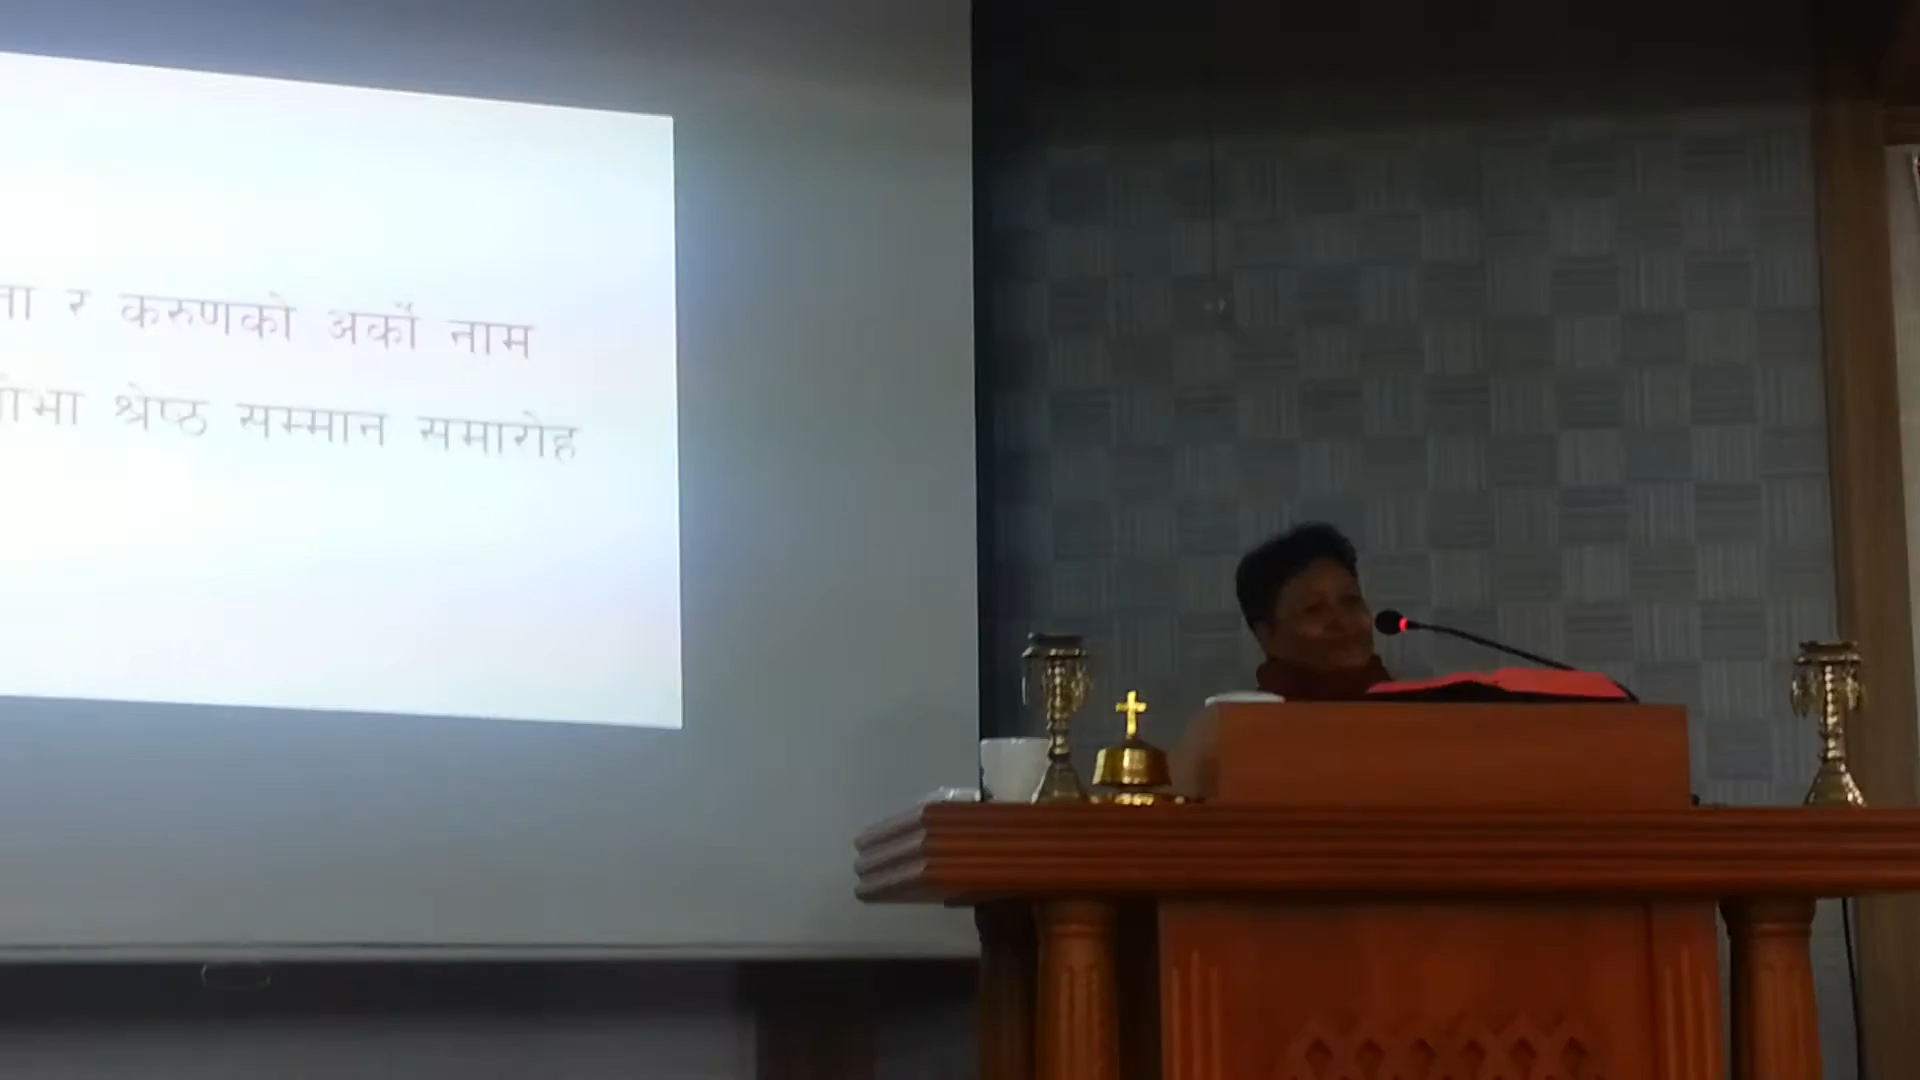 र करुणको अर्को नाम
श्रेष्ठ सम्मान समारोह